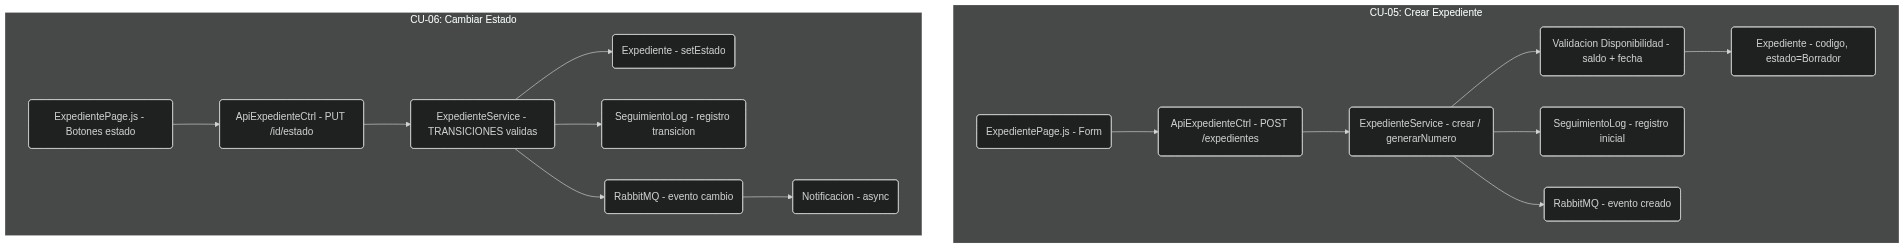 CU-06: Cambiar Estado
ExpedientePage.js -
Botones estado
ApiExpedienteCtrl - PUT
/id/estado
ExpedienteService -
TRANSICIONES validas
Expediente - setEstado
SeguimientoLog - registro
transicion
RabbitMQ - evento cambio
Notificacion - async
CU-05: Crear Expediente
ExpedientePage.js - Form
ApiExpedienteCtrl - POST
/expedientes
ExpedienteService - crear /
generarNumero
Validacion Disponibilidad -
saldo + fecha
Expediente - codigo,
estado=Borrador
SeguimientoLog - registro
inicial
RabbitMQ - evento creado